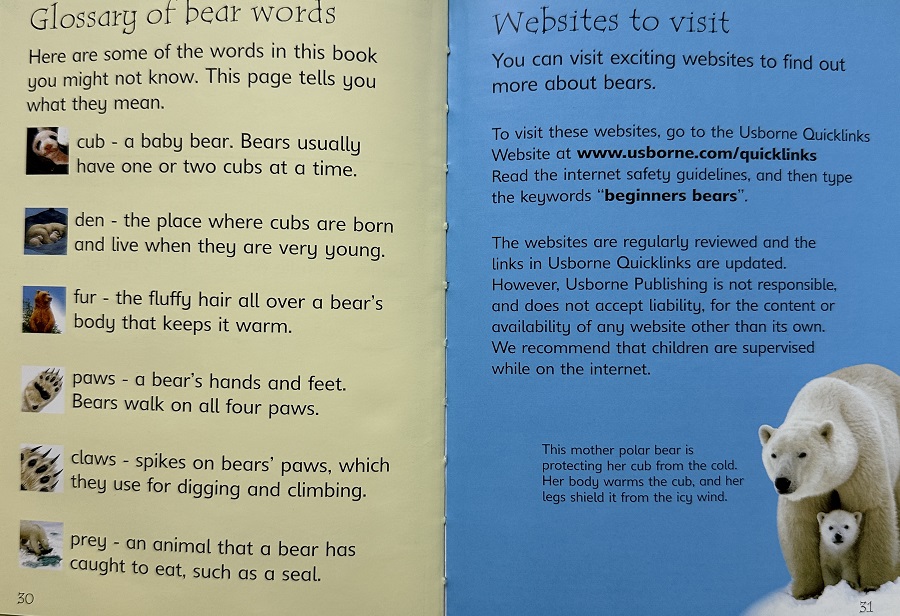 Glossary of bear words
Here are some of the words in this book
you might not know. This page tells you
what they mean.
cub - a baby bear. Bears usually
have one or two cubs at a time.
den - the place where cubs are born
and live when they are very young.
fur - the fluffy hair all over a bear's
body that keeps it warm.
paws - a bear's hands and feet.
Bears walk on all four paws.
claws - spikes on bears' paws, which
they use for digging and climbing.
prey - an animal that a bear has
caught to eat, such as a seal.
30
Websites to visit
You can visit exciting websites to find out
more about bears.
To visit these websites, go to the Usborne Quicklinks
Website at www.usborne.com/quicklinks
Read the internet safety guidelines, and then type
the keywords “beginners bears”.
The websites are regularly reviewed and the
links in Usborne Quicklinks are updated.
However, Usborne Publishing is not responsible,
and does not accept liability, for the content or
availability of any website other than its own.
We recommend that children are supervised
while on the internet.
This mother polar bear is
protecting her cub from the cold.
Her body warms the cub, and her
legs shield it from the icy wind.
31